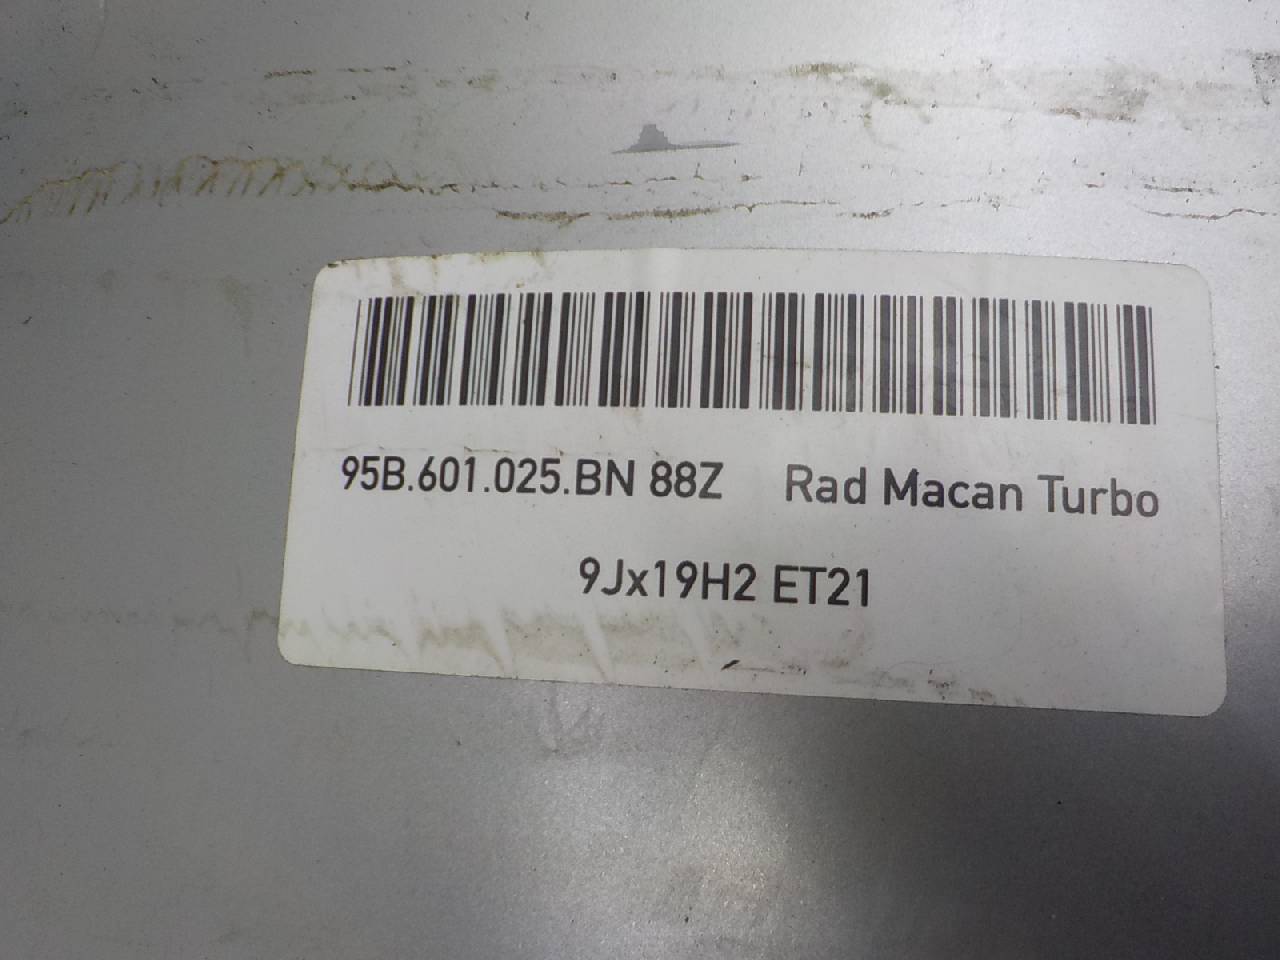 95B.601.025.BN 88Z Rad Macan Turbo
9Jx19H2 ET21